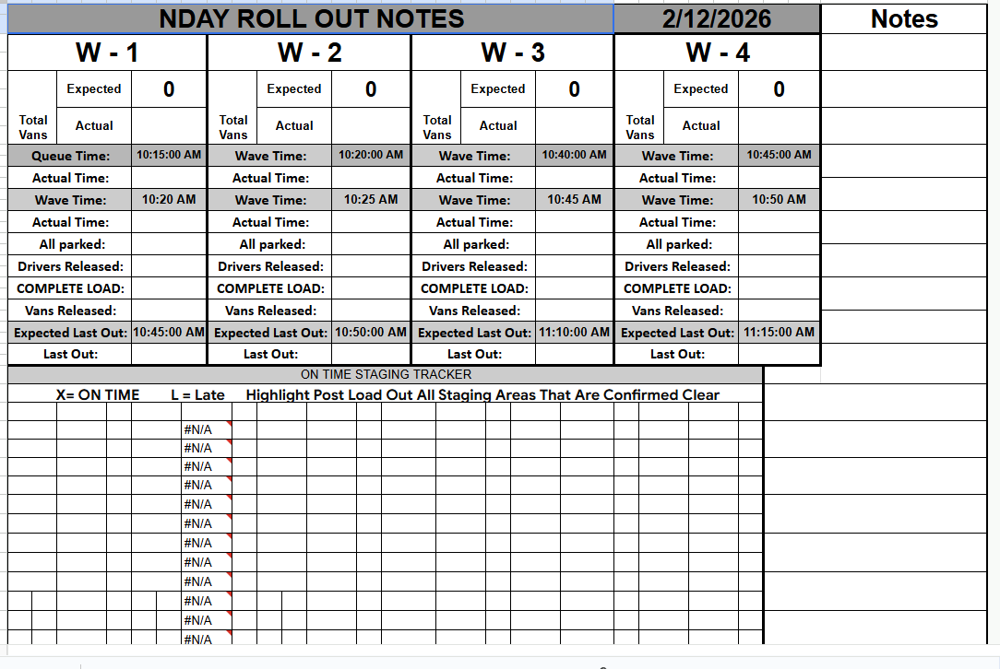 NDAY ROLL OUT NOTES 2/12/2026 Notes
W - 1 W - 2 W - 3 W - 4
Expected 0 Expected 0 Expected 0 Expected 0
Total Vans Actual Total Vans Actual Total Vans Actual Total Vans Actual
Queue Time: 10:15:00 AM Wave Time: 10:20:00 AM Wave Time: 10:40:00 AM Wave Time: 10:45:00 AM
Actual Time: Actual Time: Actual Time: Actual Time:
Wave Time: 10:20 AM Wave Time: 10:25 AM Wave Time: 10:45 AM Wave Time: 10:50 AM
Actual Time: Actual Time: Actual Time: Actual Time:
All parked: All parked: All parked: All parked:
Drivers Released: Drivers Released: Drivers Released: Drivers Released:
COMPLETE LOAD: COMPLETE LOAD: COMPLETE LOAD: COMPLETE LOAD:
Vans Released: Vans Released: Vans Released: Vans Released:
Expected Last Out: 10:45:00 AM Expected Last Out: 10:50:00 AM Expected Last Out: 11:10:00 AM Expected Last Out: 11:15:00 AM
Last Out: Last Out: Last Out: Last Out:
ON TIME STAGING TRACKER
X= ON TIME L = Late Highlight Post Load Out All Staging Areas That Are Confirmed Clear
#N/A
#N/A
#N/A
#N/A
#N/A
#N/A
#N/A
#N/A
#N/A
#N/A
#N/A
#N/A